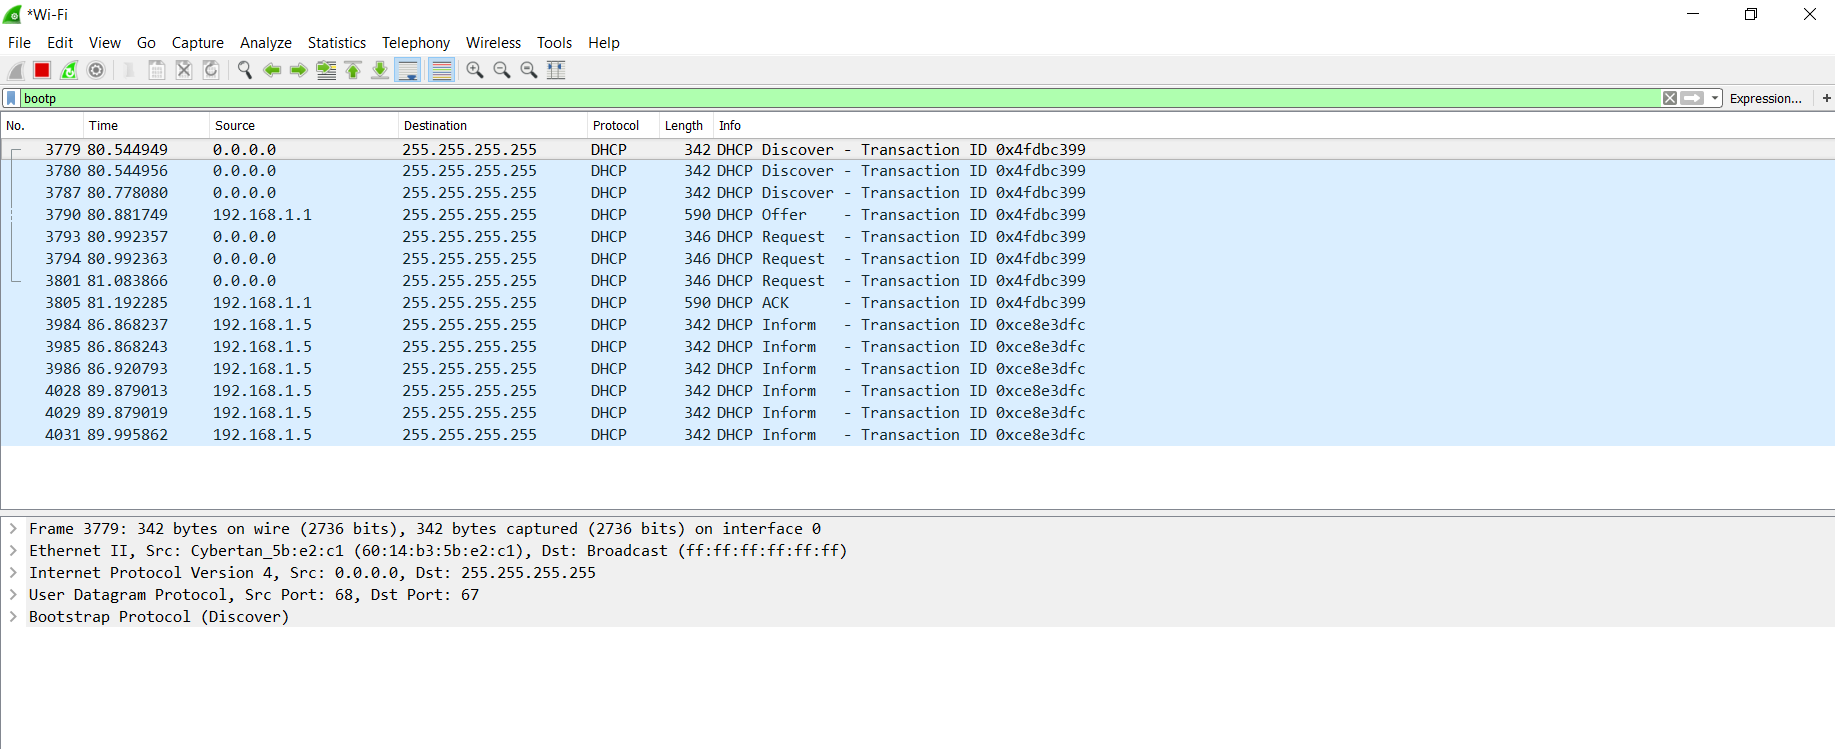 *Wi-Fi
File Edit View Go Capture Analyze Statistics Telephony Wireless Tools Help
bootp Expression... +
No. Time Source Destination Protocol Length Info
3779 80.544949 0.0.0.0 255.255.255.255 DHCP 342 DHCP Discover - Transaction ID 0x4fdbc399
3780 80.544956 0.0.0.0 255.255.255.255 DHCP 342 DHCP Discover - Transaction ID 0x4fdbc399
3787 80.778080 0.0.0.0 255.255.255.255 DHCP 342 DHCP Discover - Transaction ID 0x4fdbc399
3790 80.881749 192.168.1.1 255.255.255.255 DHCP 590 DHCP Offer - Transaction ID 0x4fdbc399
3793 80.992357 0.0.0.0 255.255.255.255 DHCP 346 DHCP Request - Transaction ID 0x4fdbc399
3794 80.992363 0.0.0.0 255.255.255.255 DHCP 346 DHCP Request - Transaction ID 0x4fdbc399
3801 81.083866 0.0.0.0 255.255.255.255 DHCP 346 DHCP Request - Transaction ID 0x4fdbc399
3805 81.192285 192.168.1.1 255.255.255.255 DHCP 590 DHCP ACK - Transaction ID 0x4fdbc399
3984 86.868237 192.168.1.5 255.255.255.255 DHCP 342 DHCP Inform - Transaction ID 0xce8e3dfc
3985 86.868243 192.168.1.5 255.255.255.255 DHCP 342 DHCP Inform - Transaction ID 0xce8e3dfc
3986 86.920793 192.168.1.5 255.255.255.255 DHCP 342 DHCP Inform - Transaction ID 0xce8e3dfc
4028 89.879013 192.168.1.5 255.255.255.255 DHCP 342 DHCP Inform - Transaction ID 0xce8e3dfc
4029 89.879019 192.168.1.5 255.255.255.255 DHCP 342 DHCP Inform - Transaction ID 0xce8e3dfc
4031 89.995862 192.168.1.5 255.255.255.255 DHCP 342 DHCP Inform - Transaction ID 0xce8e3dfc
Frame 3779: 342 bytes on wire (2736 bits), 342 bytes captured (2736 bits) on interface 0
Ethernet II, Src: Cybertan_5b:e2:c1 (60:14:b3:5b:e2:c1), Dst: Broadcast (ff:ff:ff:ff:ff:ff)
Internet Protocol Version 4, Src: 0.0.0.0, Dst: 255.255.255.255
User Datagram Protocol, Src Port: 68, Dst Port: 67
Bootstrap Protocol (Discover)